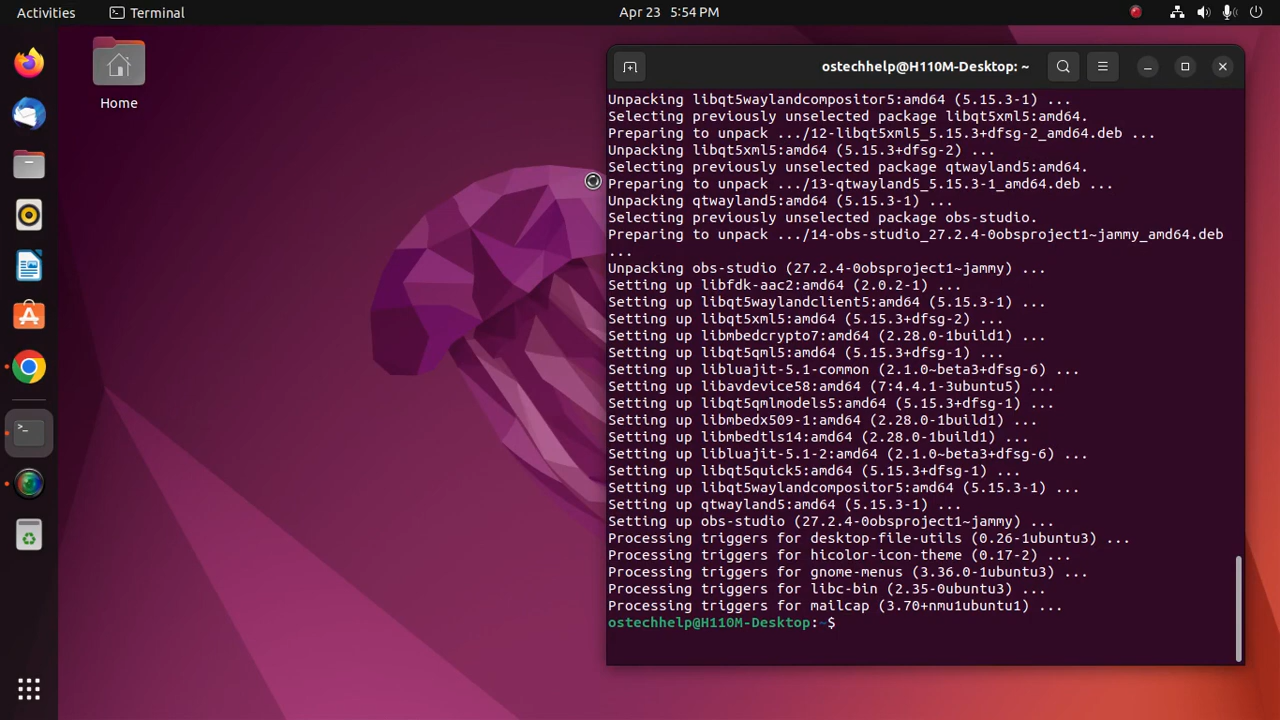 Activities
Terminal
Apr 23 5:54 PM
Home
ostechhelp@H110M-Desktop: ~
Unpacking libqt5waylandcompositor5:amd64 (5.15.3-1) ...
Selecting previously unselected package libqt5xml5:amd64.
Preparing to unpack .../12-libqt5xml5_5.15.3+dfsg-2_amd64.deb ...
Unpacking libqt5xml5:amd64 (5.15.3+dfsg-2) ...
Selecting previously unselected package qtwayland5:amd64.
Preparing to unpack .../13-qtwayland5_5.15.3-1_amd64.deb ...
Unpacking qtwayland5:amd64 (5.15.3-1) ...
Selecting previously unselected package obs-studio.
Preparing to unpack .../14-obs-studio_27.2.4-0obsproject1~jammy_amd64.deb
...
Unpacking obs-studio (27.2.4-0obsproject1~jammy) ...
Setting up libfdk-aac2:amd64 (2.0.2-1) ...
Setting up libqt5waylandclient5:amd64 (5.15.3-1) ...
Setting up libqt5xml5:amd64 (5.15.3+dfsg-2) ...
Setting up libmbedcrypto7:amd64 (2.28.0-1build1) ...
Setting up libqt5qml5:amd64 (5.15.3+dfsg-1) ...
Setting up libluajit-5.1-common (2.1.0~beta3+dfsg-6) ...
Setting up libavdevice58:amd64 (7:4.4.1-3ubuntu5) ...
Setting up libqt5qmlmodels5:amd64 (5.15.3+dfsg-1) ...
Setting up libmbedx509-1:amd64 (2.28.0-1build1) ...
Setting up libmbedtls14:amd64 (2.28.0-1build1) ...
Setting up libluajit-5.1-2:amd64 (2.1.0~beta3+dfsg-6) ...
Setting up libqt5quick5:amd64 (5.15.3+dfsg-1) ...
Setting up libqt5waylandcompositor5:amd64 (5.15.3-1) ...
Setting up qtwayland5:amd64 (5.15.3-1) ...
Setting up obs-studio (27.2.4-0obsproject1~jammy) ...
Processing triggers for desktop-file-utils (0.26-1ubuntu3) ...
Processing triggers for hicolor-icon-theme (0.17-2) ...
Processing triggers for gnome-menus (3.36.0-1ubuntu3) ...
Processing triggers for libc-bin (2.35-0ubuntu3) ...
Processing triggers for mailcap (3.70+nmu1ubuntu1) ...
ostechhelp@H110M-Desktop:~$